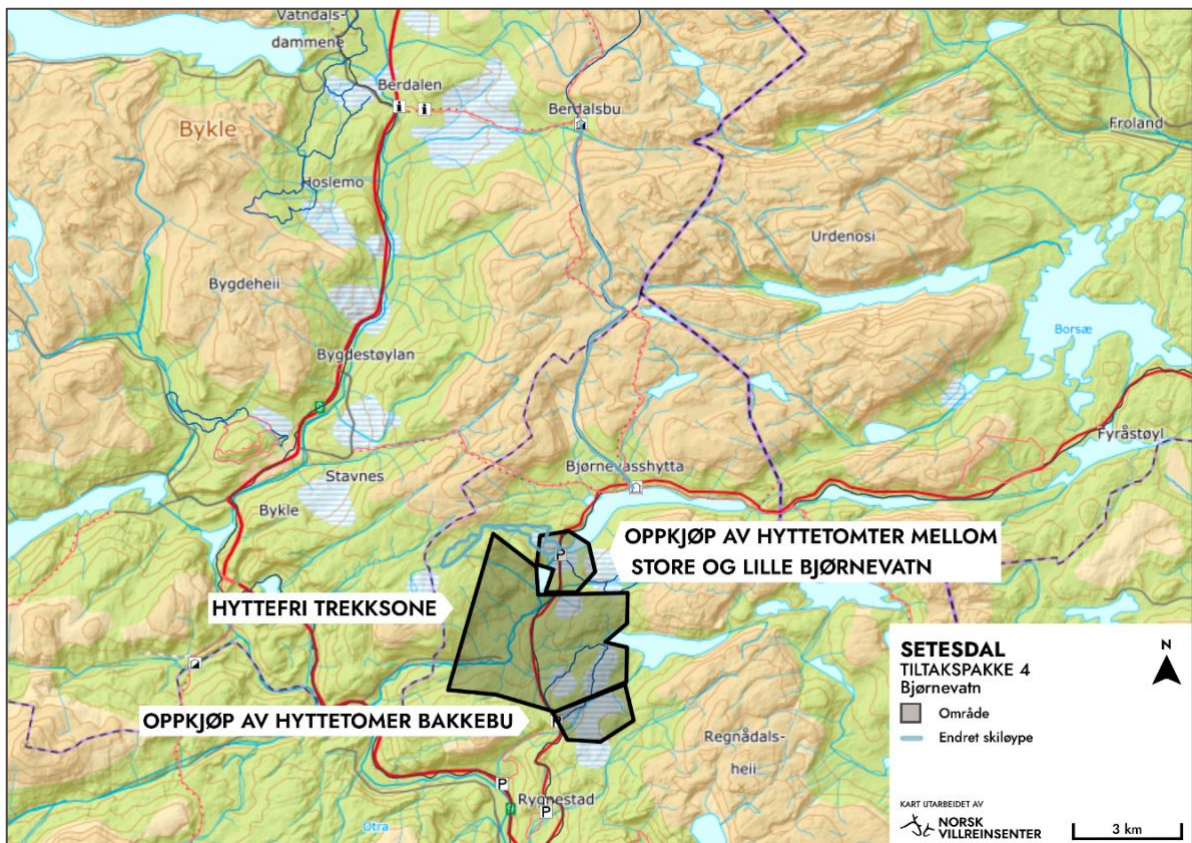 Vatndals-
dammene
Berdalen
Berdalsbu
Froland
Bykle
Hoslemo
Urdenosi
Bygdeheii
Borsæ
Bygdestøylan
Fyråstøyl
Bjørnevasshytta
Stavnes
Bykle
OPPKJØP AV HYTTETOMTER MELLOM
STORE OG LILLE BJØRNEVATN
P
HYTTEFRI TREKKSONE
OPPKJØP AV HYTTETOMER BAKKEBU
P
Regnådals-
heii
P
Rygnestad
P
Otra
SETESDAL
TILTAKSPAKKE 4
Bjørnevatn
Område
Endret skiløype
N
KART UTARBEIDET AV
NORSK
VILLREINSENTER
3 km